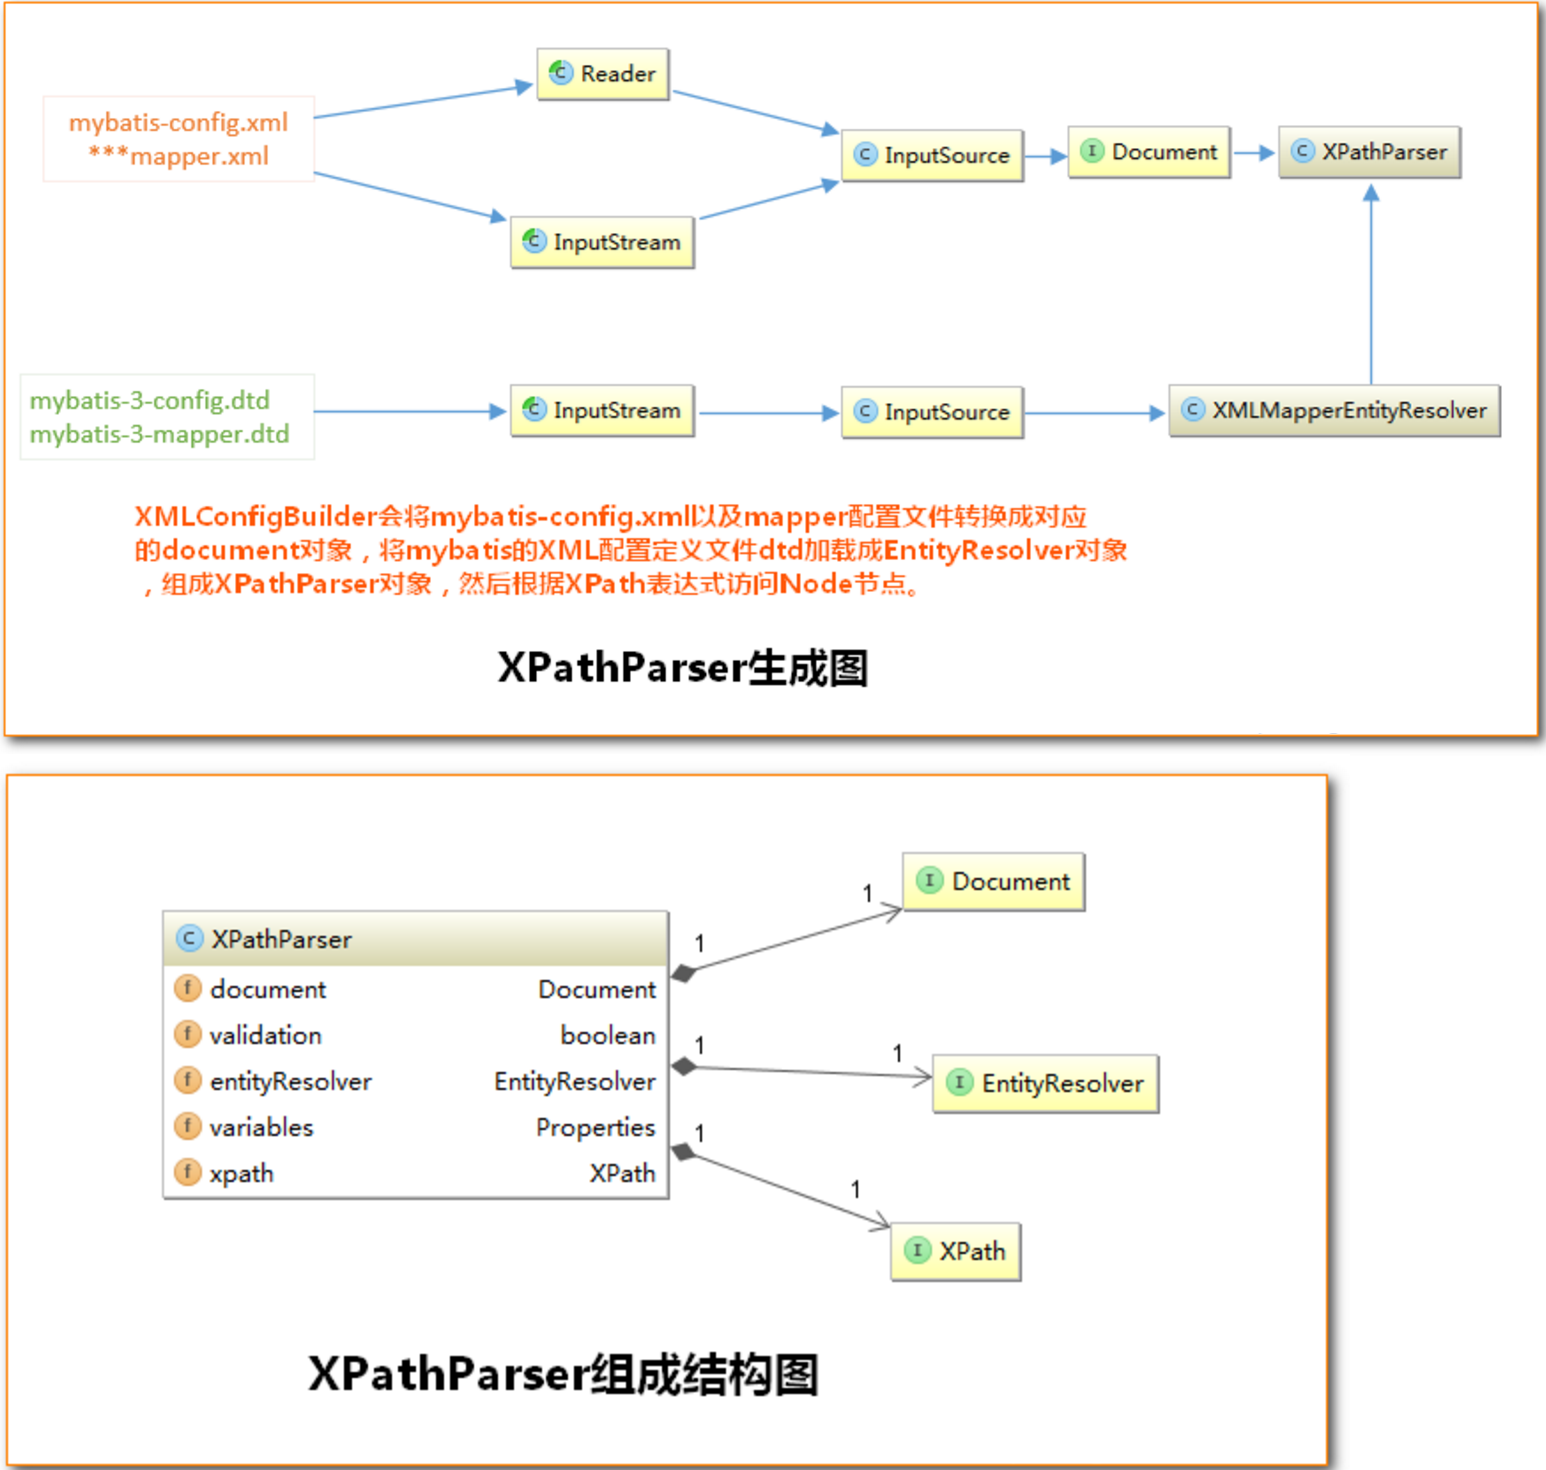 Reader
mybatis-config.xml
***mapper.xml
InputSource
Document
XPathParser
InputStream
mybatis-3-config.dtd
mybatis-3-mapper.dtd
InputStream
InputSource
XMLMapperEntityResolver
XMLConfigBuilder会将mybatis-config.xml以及mapper配置文件转换成对应
的document对象，将mybatis的XML配置定义文件dtd加载成EntityResolver对象
，组成XPathParser对象，然后根据XPath表达式访问Node节点。
XPathParser生成图
XPathParser
document Document
validation boolean
entityResolver EntityResolver
variables Properties
xpath XPath
1 1
Document
1 1
EntityResolver
1 1
XPath
XPathParser组成结构图